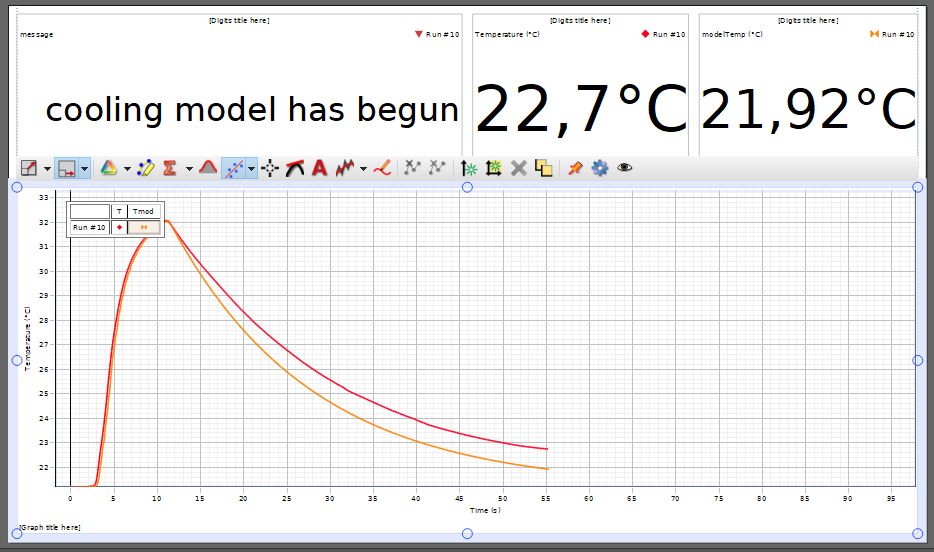 [Digits title here]
message
Run #10
cooling model has begun
[Digits title here]
Temperature (°C)
Run #10
22,7°C
[Digits title here]
modelTemp (°C)
Run #10
21,92°C
A
33
32
31
30
29
28
27
26
25
24
23
22
Temperature (°C)
T Tmod
Run #10
0 5 10 15 20 25 30 35 40 45 50 55 60 65 70 75 80 85 90 95
Time (s)
[Graph title here]